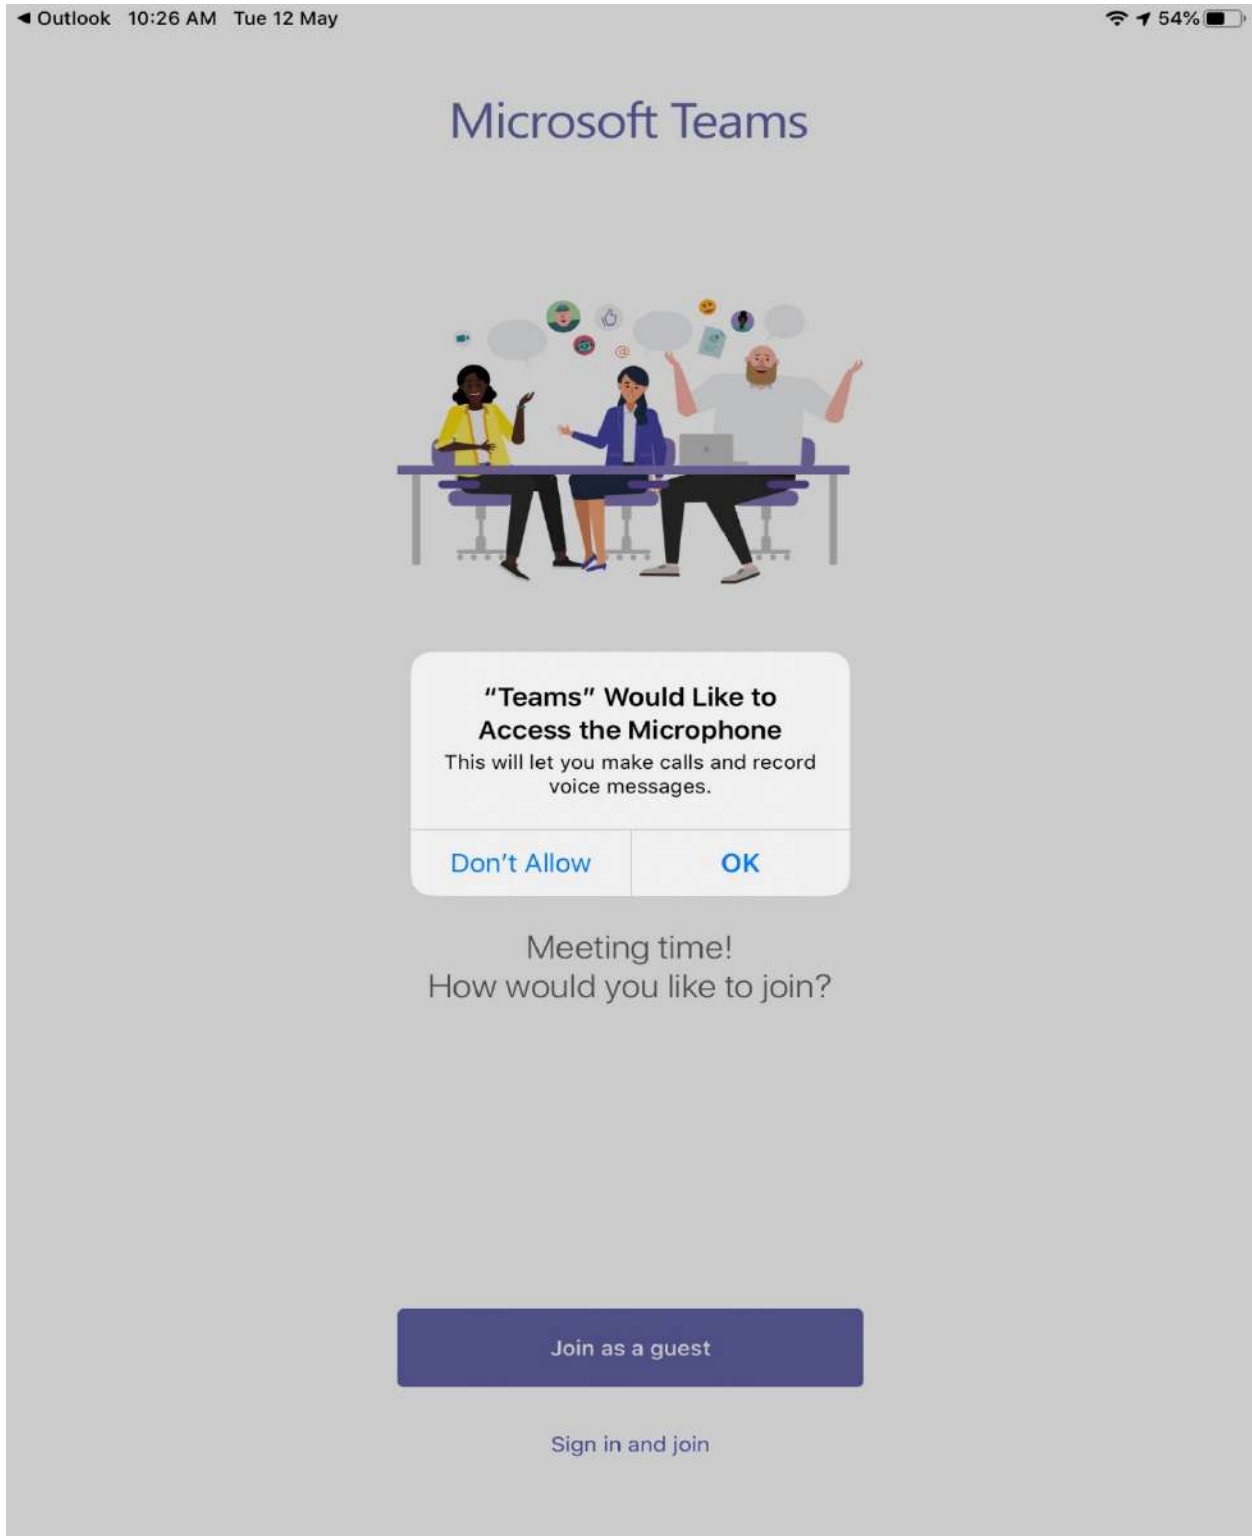 ◀ Outlook 10:26 AM Tue 12 May 54%
Microsoft Teams
@
“Teams” Would Like to
Access the Microphone
This will let you make calls and record
voice messages.
Don’t Allow OK
Meeting time!
How would you like to join?
Join as a guest
Sign in and join